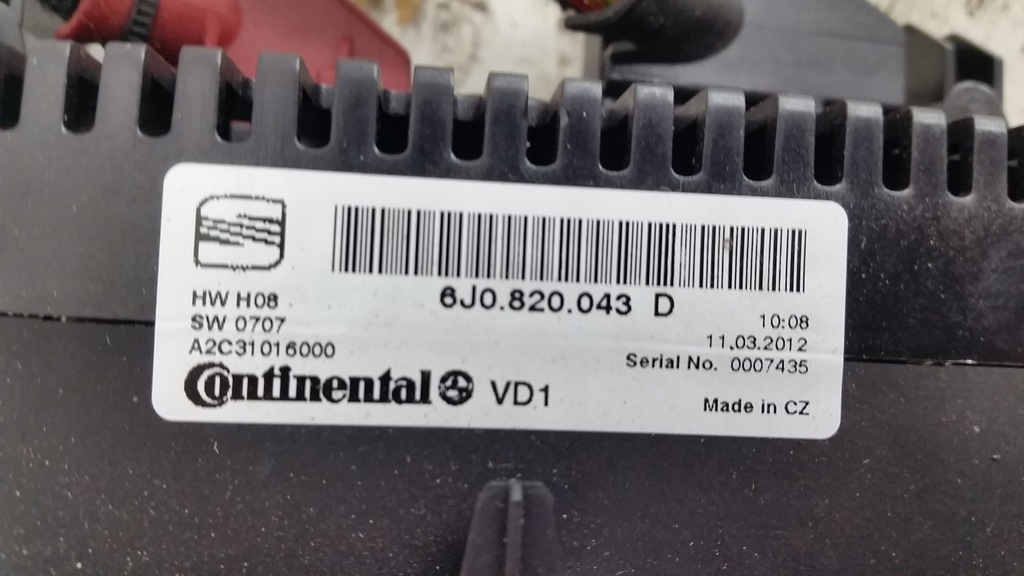 6J0.820.043 D
HW H08
SW 0707
A2C31016000
10:08
11.03.2012
Serial No. 0007435
Continental VD1
Made in CZ